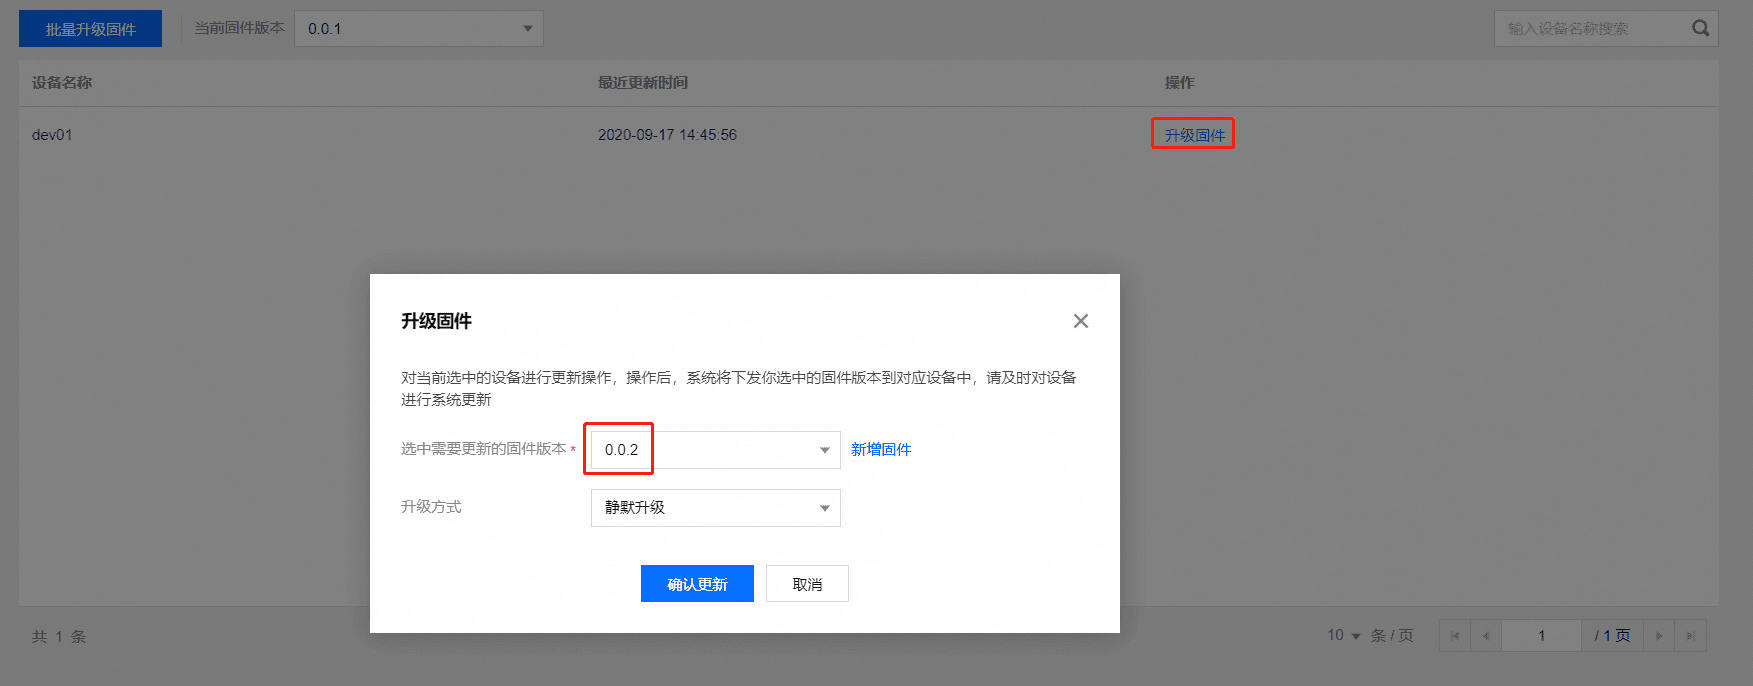 批量升级固件 当前固件版本 0.0.1 输入设备名称搜索
设备名称 最近更新时间 操作
dev01 2020-09-17 14:45:56 升级固件
升级固件
对当前选中的设备进行更新操作，操作后，系统将下发你选中的固件版本到对应设备中，请及时对设备
进行系统更新
选中需要更新的固件版本 * 0.0.2 新增固件
升级方式 静默升级
确认更新 取消
共 1 条 10 条 / 页 1 / 1 页